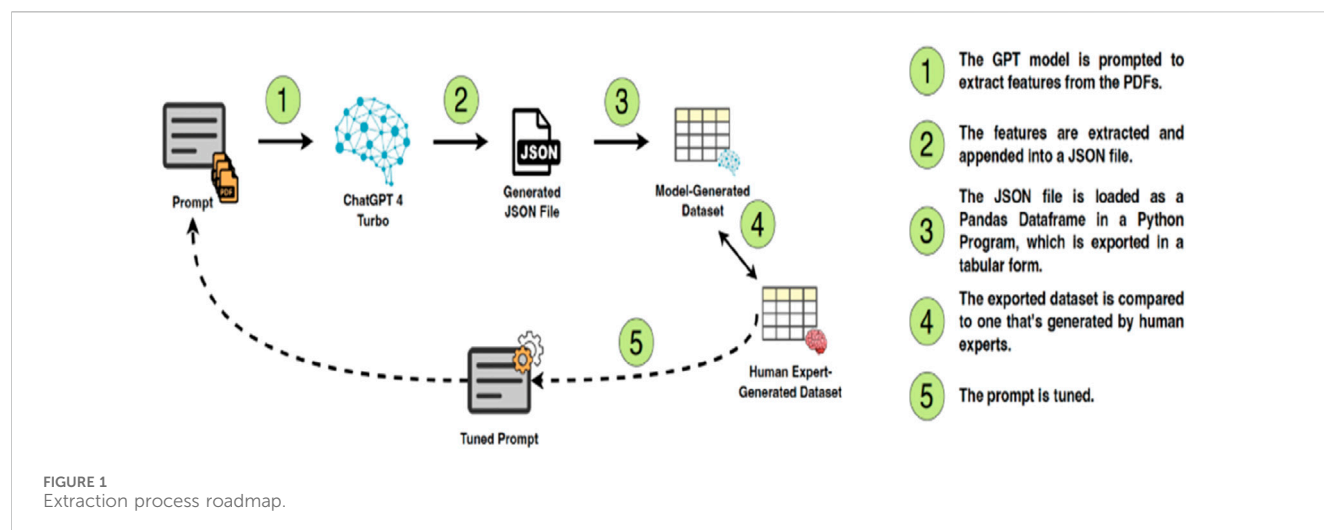 1
2
3
JSON
PDF
Prompt
ChatGPT 4
Turbo
Generated
JSON File
Model-Generated
Dataset
4
5
Human Expert-
Generated Dataset
Tuned Prompt
1
The GPT model is prompted to
extract features from the PDFs.
2
The features are extracted and
appended into a JSON file.
3
The JSON file is loaded as a
Pandas Dataframe in a Python
Program, which is exported in a
tabular form.
4
The exported dataset is compared
to one that's generated by human
experts.
5
The prompt is tuned.
FIGURE 1
Extraction process roadmap.